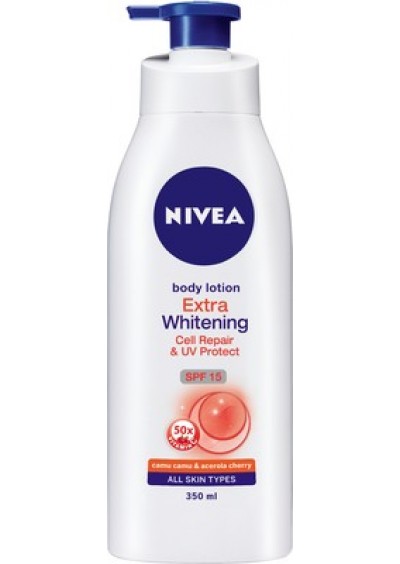 NIVEA
body lotion
Extra
Whitening
Cell Repair
& UV Protect
SPF 15
50x
camu camu & acerola cherry
ALL SKIN TYPES
350 ml